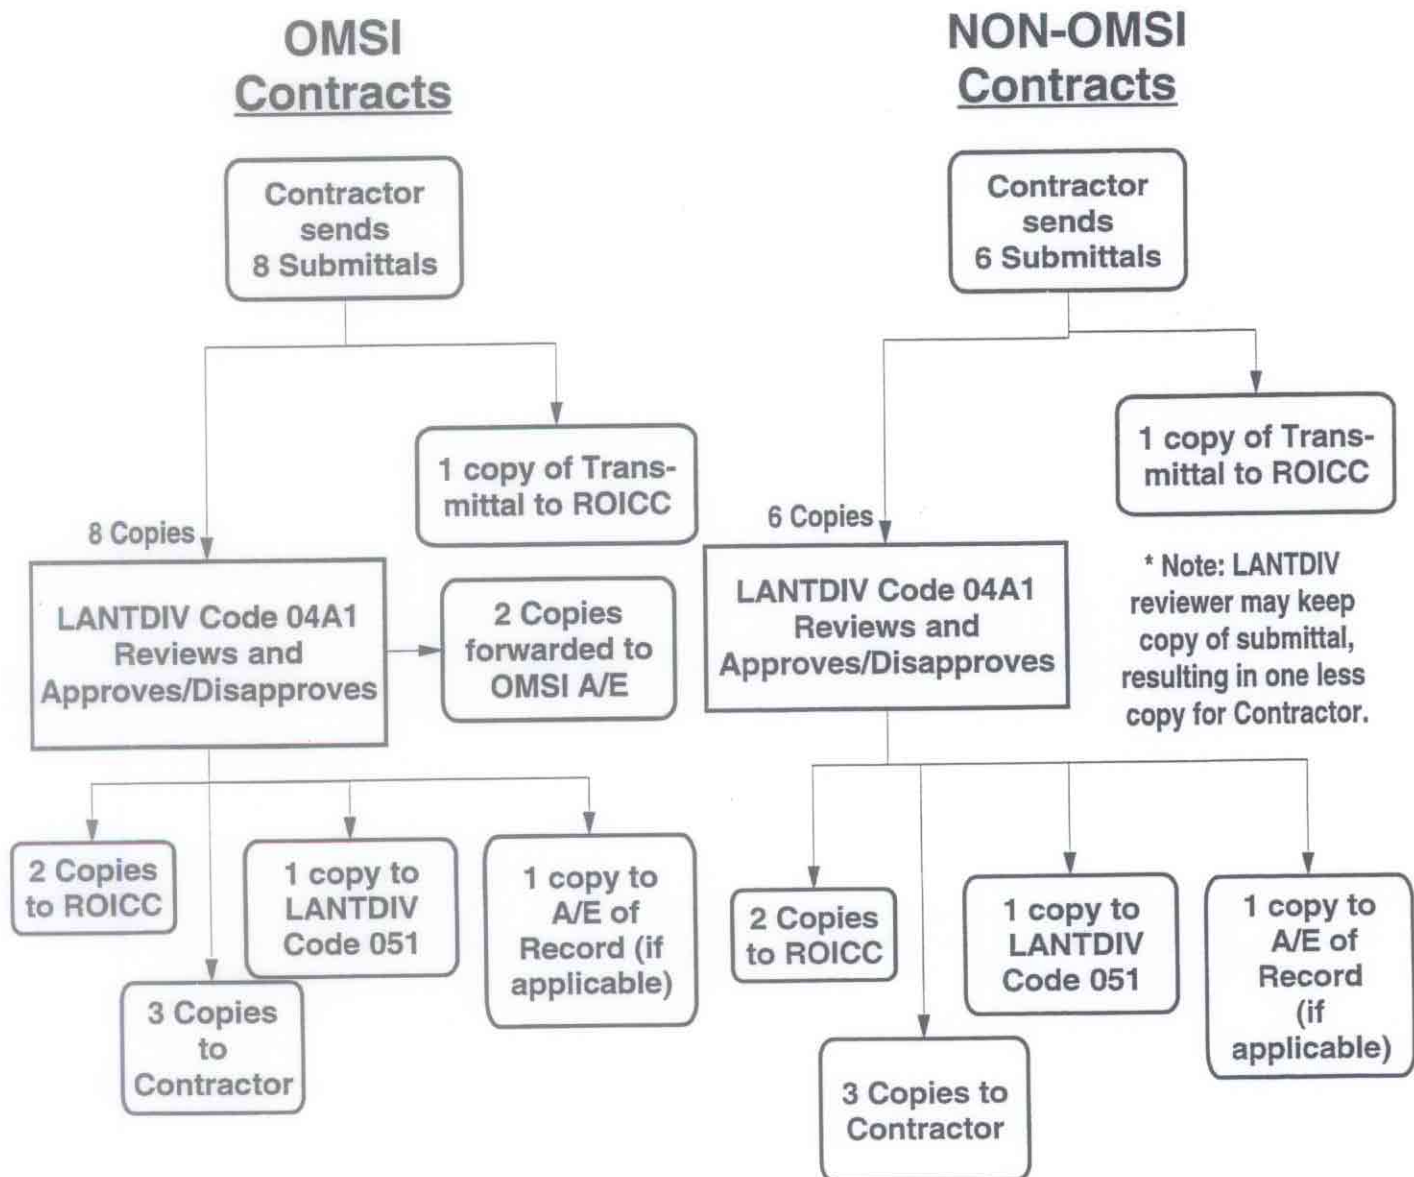 OMSI
Contracts
Contractor
sends
8 Submittals
1 copy of Trans-
mittal to ROICC
8 Copies
LANTDIV Code 04A1
Reviews and
Approves/Disapproves
2 Copies
forwarded to
OMSI A/E
2 Copies
to ROICC
3 Copies
to
Contractor
1 copy to
LANTDIV
Code 051
1 copy to
A/E of
Record (if
applicable)
NON-OMSI
Contracts
Contractor
sends
6 Submittals
1 copy of Trans-
mittal to ROICC
6 Copies
LANTDIV Code 04A1
Reviews and
Approves/Disapproves
* Note: LANTDIV
reviewer may keep
copy of submittal,
resulting in one less
copy for Contractor.
2 Copies
to ROICC
3 Copies to
Contractor
1 copy to
LANTDIV
Code 051
1 copy to
A/E of
Record
(if
applicable)